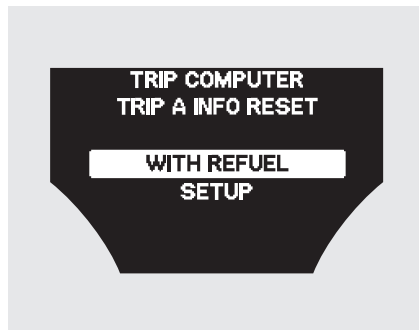 TRIP COMPUTER
TRIP A INFO RESET
WITH REFUEL
SETUP